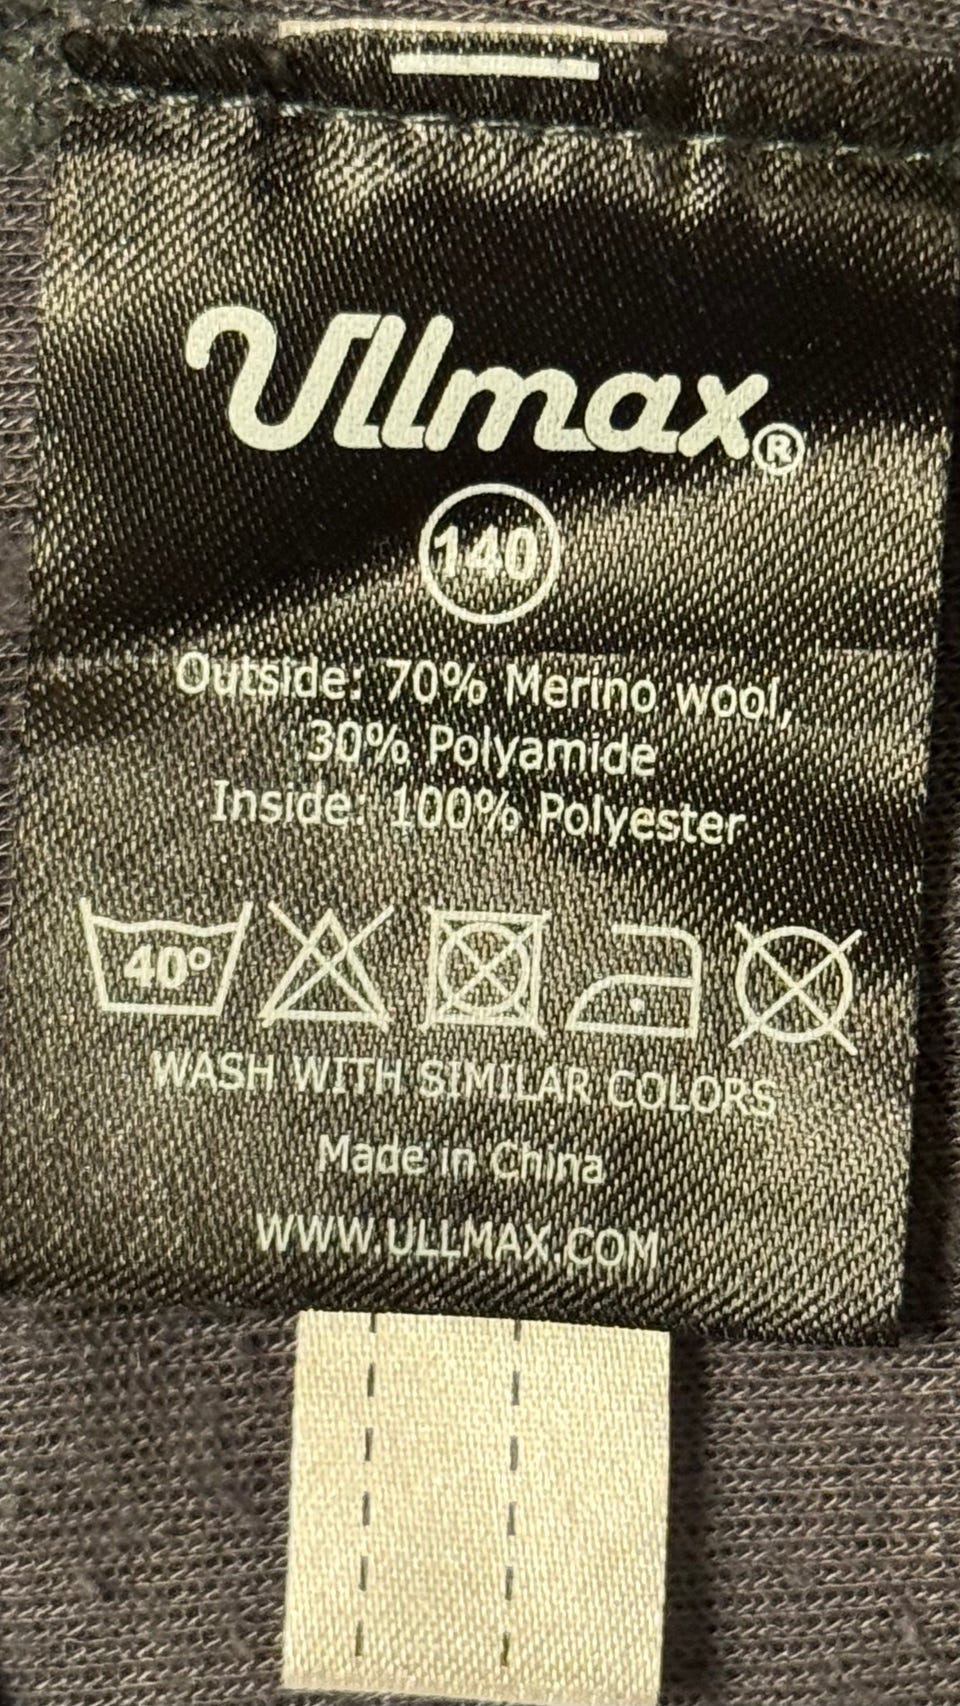 Ullmax®
140
Outside: 70% Merino wool,
30% Polyamide
Inside: 100% Polyester
40°
WASH WITH SIMILAR COLORS
Made in China
WWW.ULLMAX.COM